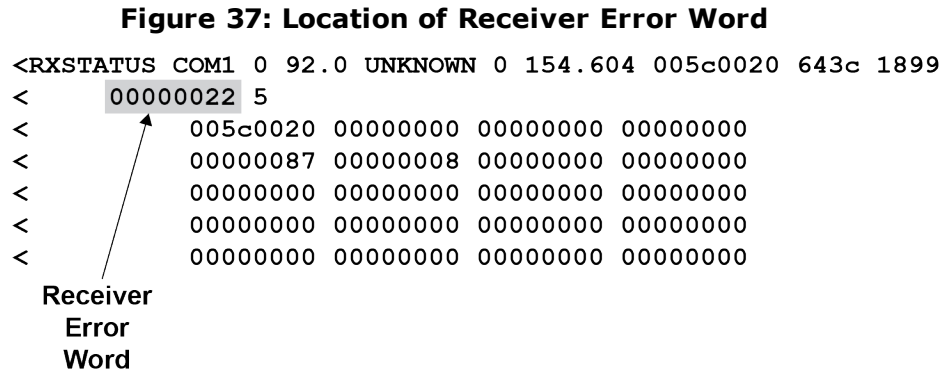 Figure 37: Location of Receiver Error Word
<RXSTATUS COM1 0 92.0 UNKNOWN 0 154.604 005c0020 643c 1899
< 00000022 5
< 005c0020 00000000 00000000 00000000
< 00000087 00000008 00000000 00000000
< 00000000 00000000 00000000 00000000
< 00000000 00000000 00000000 00000000
< 00000000 00000000 00000000 00000000
Receiver
Error
Word